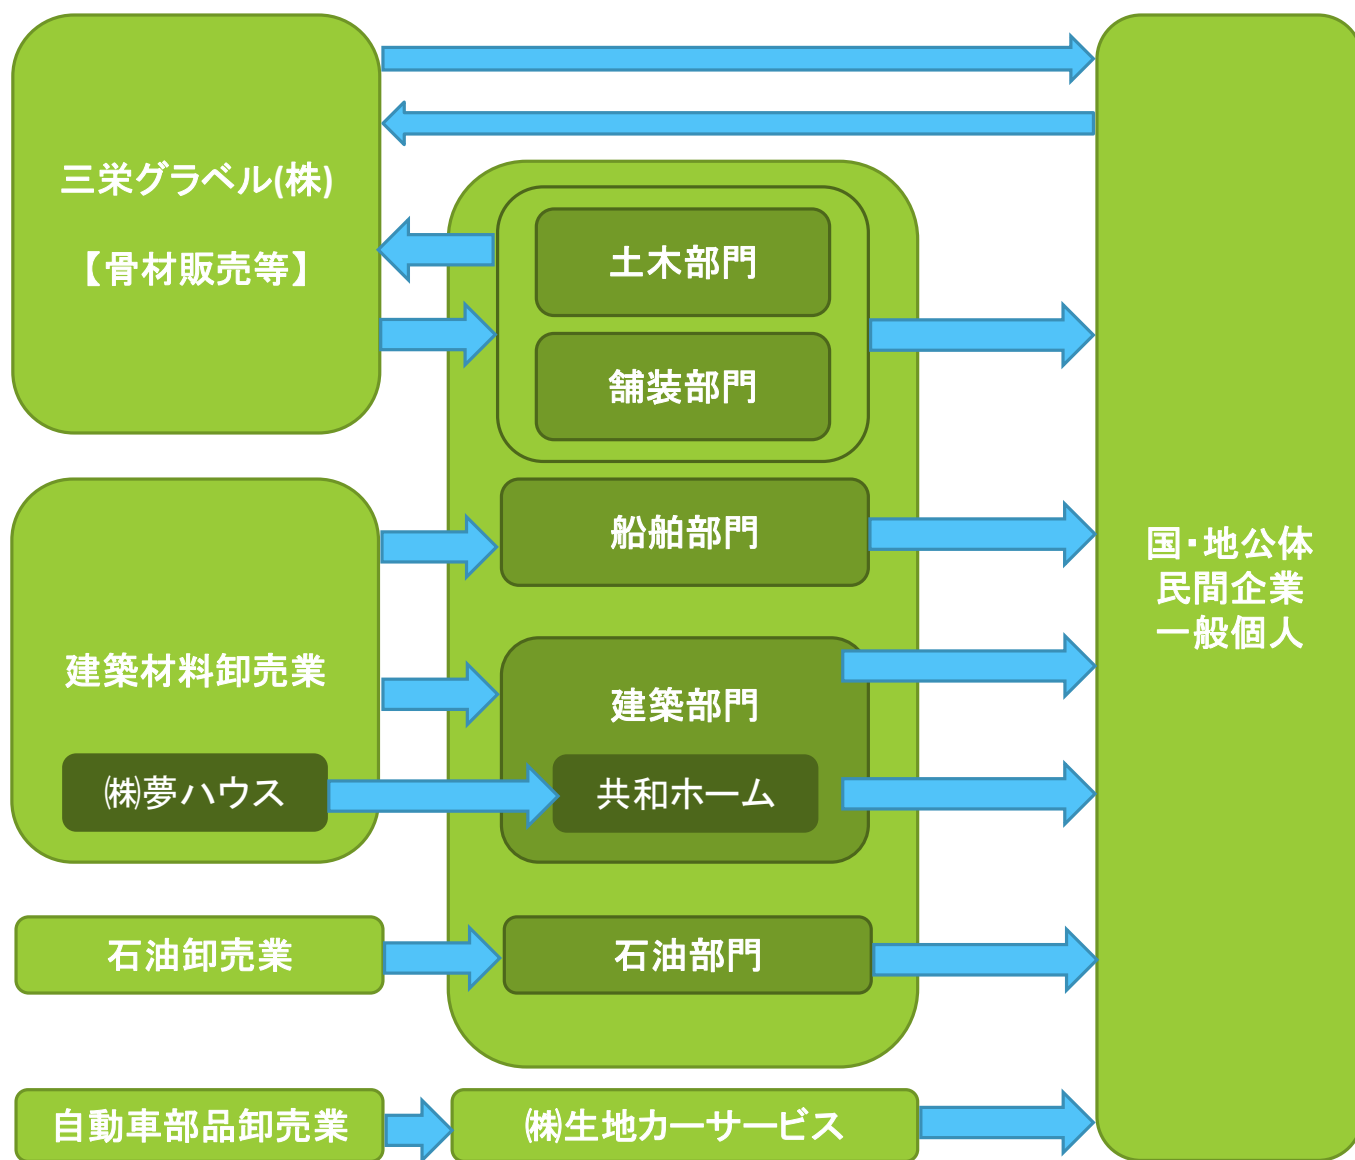 三栄グラベル(株)
【骨材販売等】
土木部門
舗装部門
船舶部門
建築材料卸売業
㈱夢ハウス
建築部門
共和ホーム
国・地公体
民間企業
一般個人
石油卸売業
石油部門
自動車部品卸売業
㈱生地カーサービス